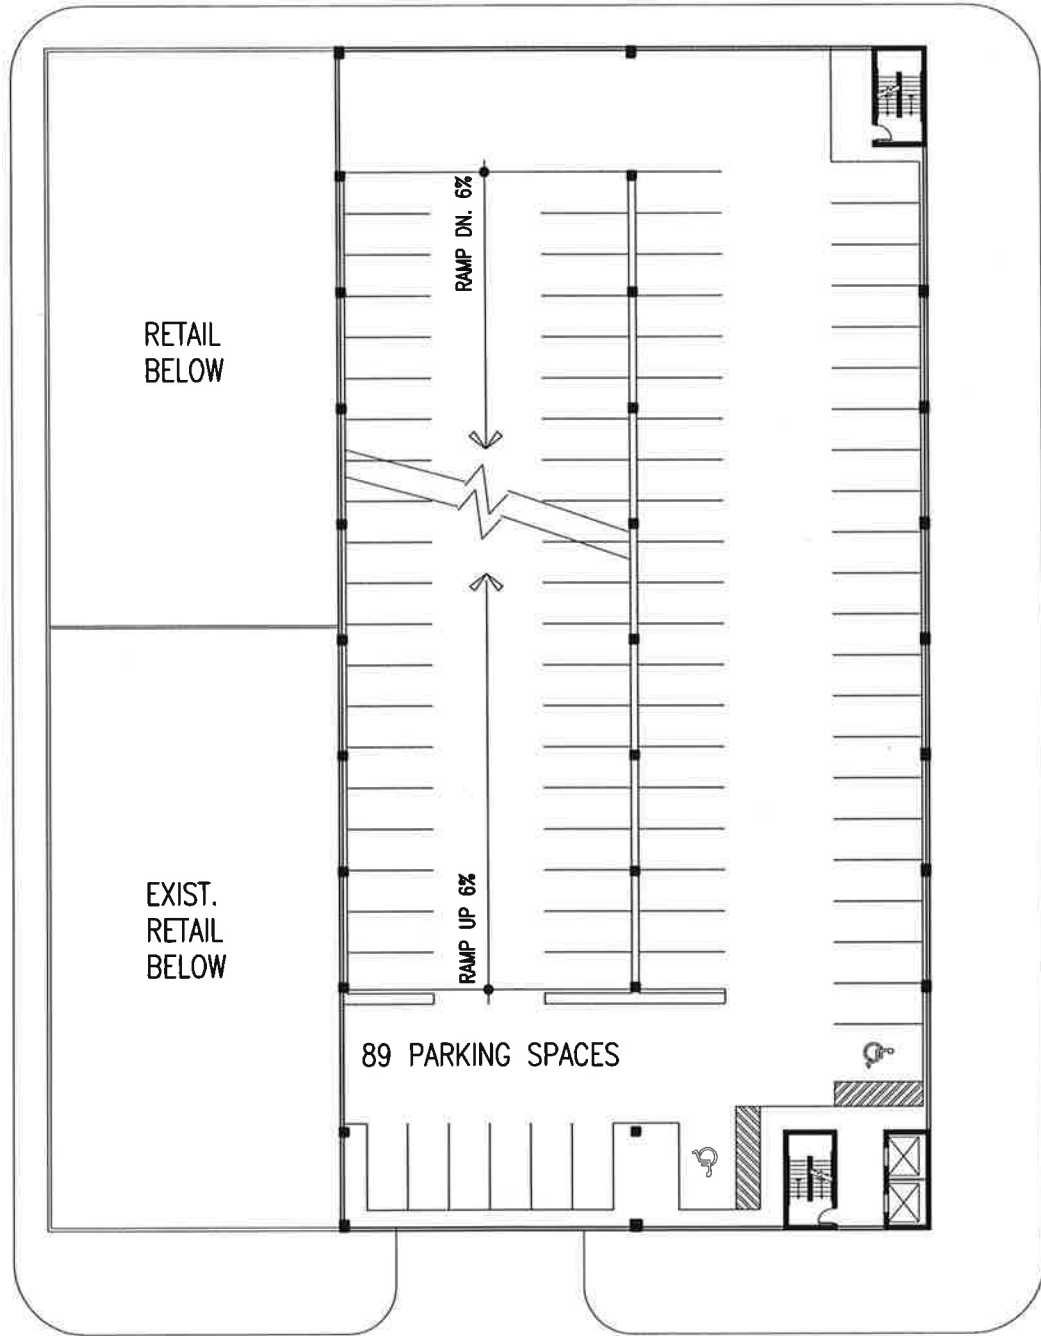 RAMP DN. 6%
RETAIL
BELOW
RAMP UP 6%
EXIST.
RETAIL
BELOW
89 PARKING SPACES